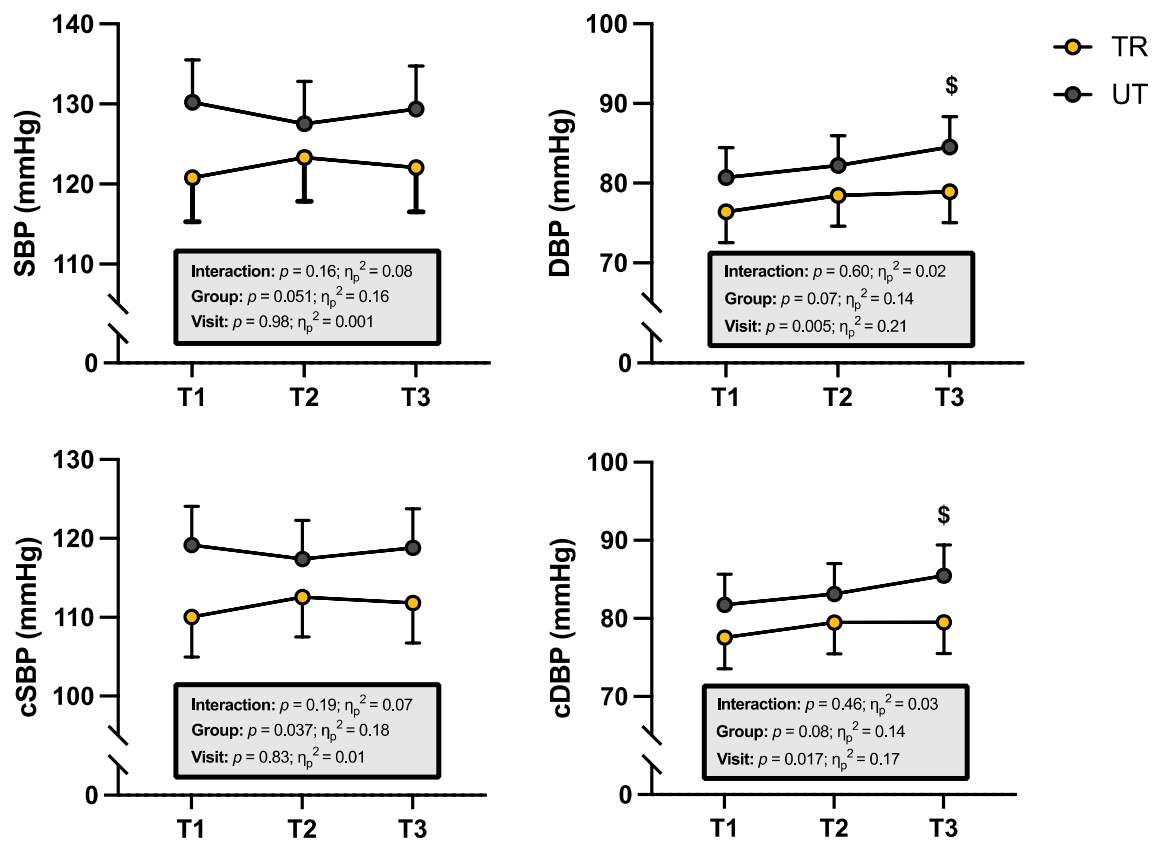 140
130
120
110
0
SBP (mmHg)
T1 T2 T3
Interaction: p = 0.16; ηp² = 0.08
Group: p = 0.051; ηp² = 0.16
Visit: p = 0.98; ηp² = 0.001
100
90
80
70
0
DBP (mmHg)
$
T1 T2 T3
Interaction: p = 0.60; ηp² = 0.02
Group: p = 0.07; ηp² = 0.14
Visit: p = 0.005; ηp² = 0.21
TR
UT
130
120
110
100
0
cSBP (mmHg)
T1 T2 T3
Interaction: p = 0.19; ηp² = 0.07
Group: p = 0.037; ηp² = 0.18
Visit: p = 0.83; ηp² = 0.01
100
90
80
70
0
cDBP (mmHg)
$
T1 T2 T3
Interaction: p = 0.46; ηp² = 0.03
Group: p = 0.08; ηp² = 0.14
Visit: p = 0.017; ηp² = 0.17